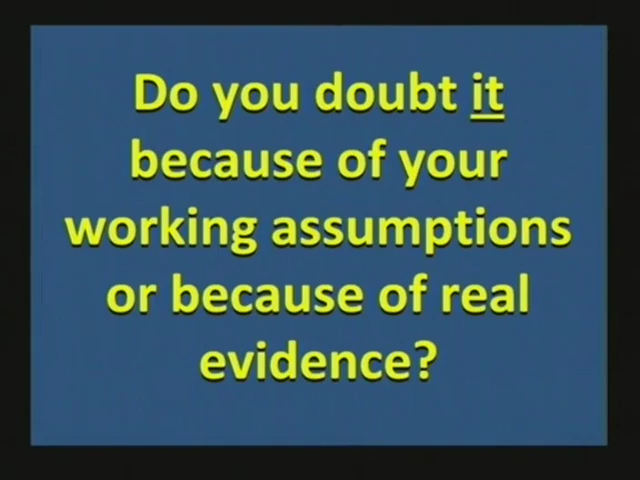 Do you doubt it
because of your
working assumptions
or because of real
evidence?